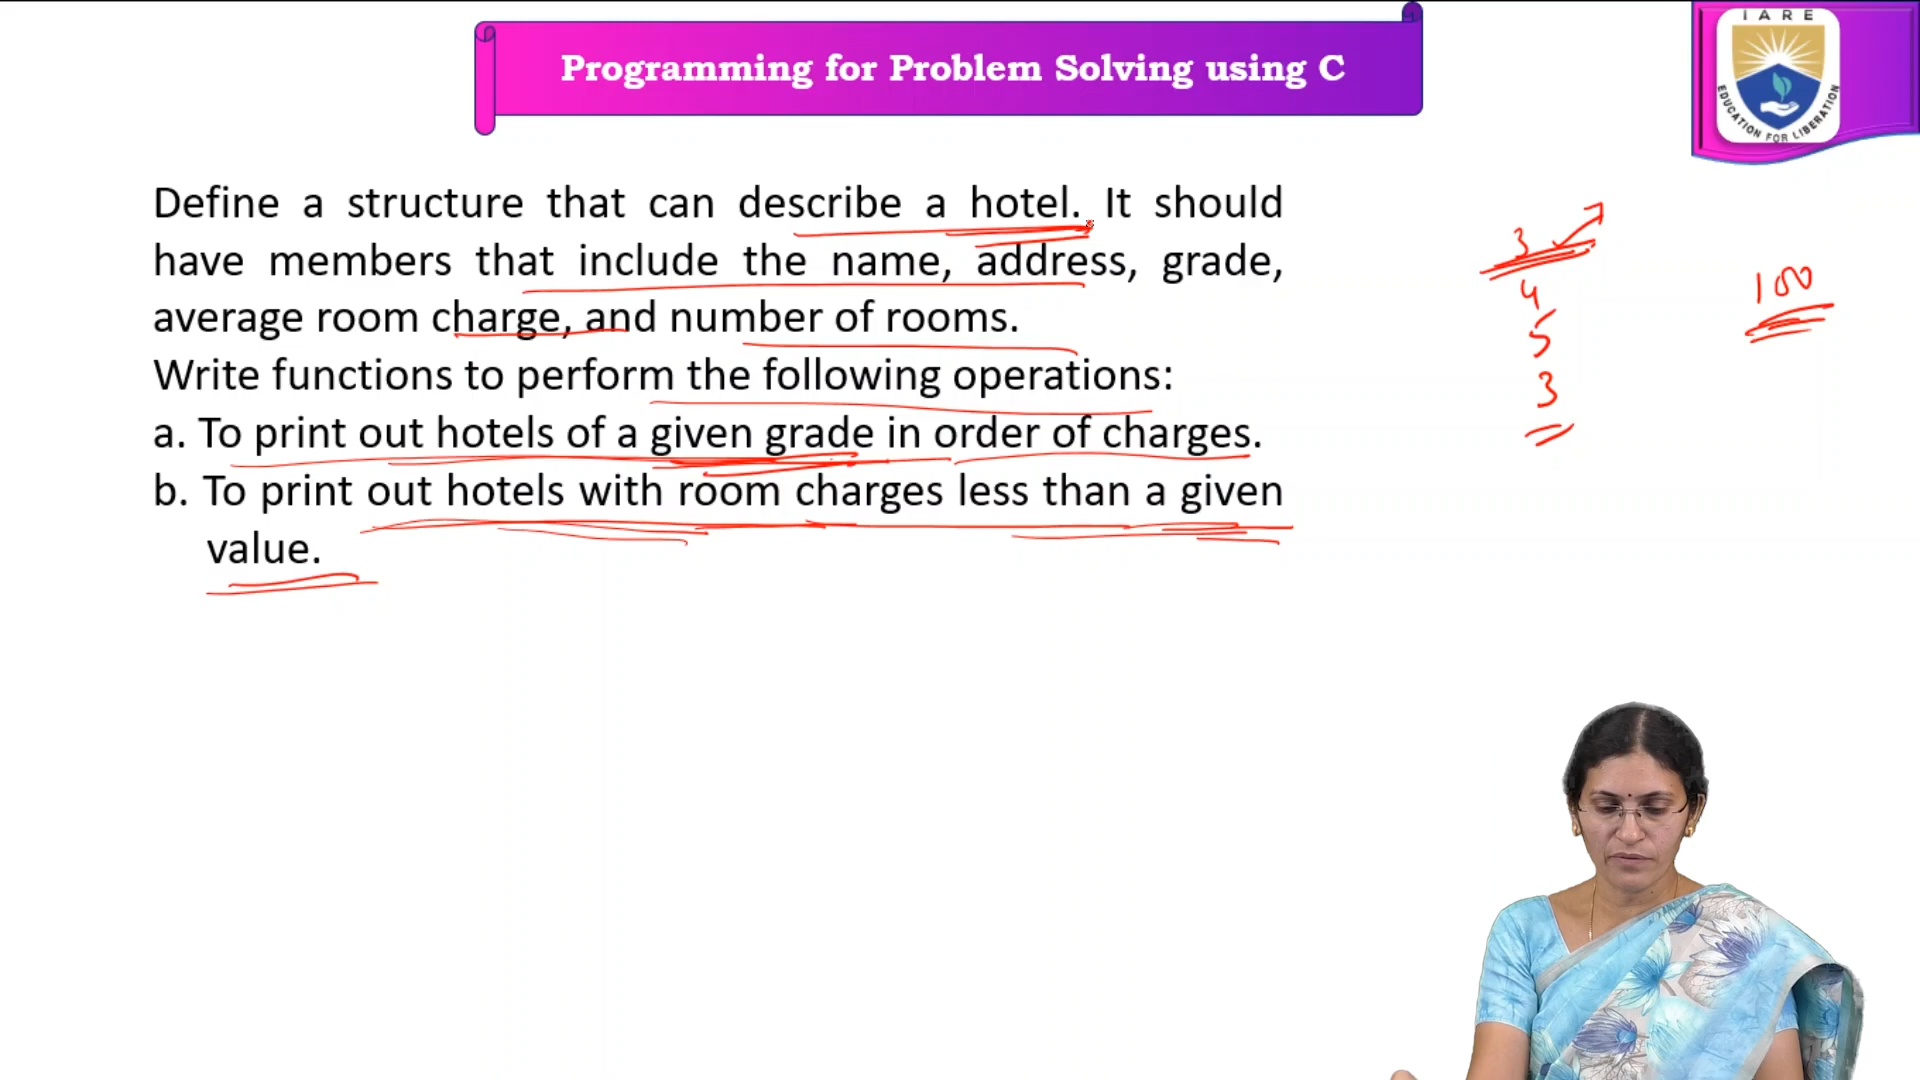 Programming for Problem Solving using C
IARE
EDUCATION FOR LIBERATION
Define a structure that can describe a hotel. It should
have members that include the name, address, grade,
average room charge, and number of rooms.
Write functions to perform the following operations:
a. To print out hotels of a given grade in order of charges.
b. To print out hotels with room charges less than a given
value.
3
4
5
3
100